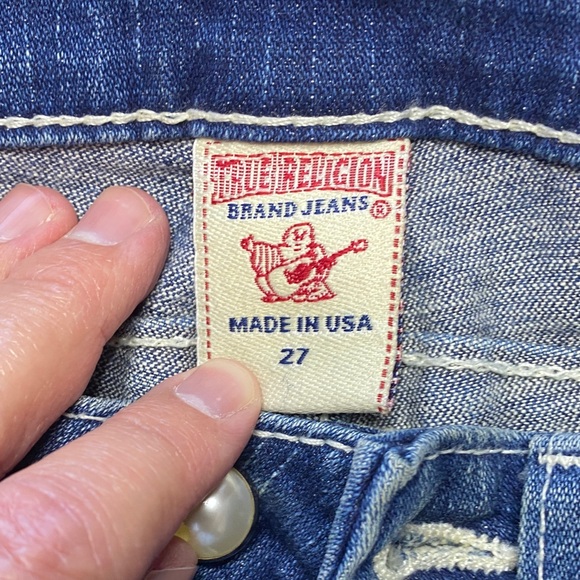 TRUE RELIGION
BRAND JEANS®
MADE IN USA
27